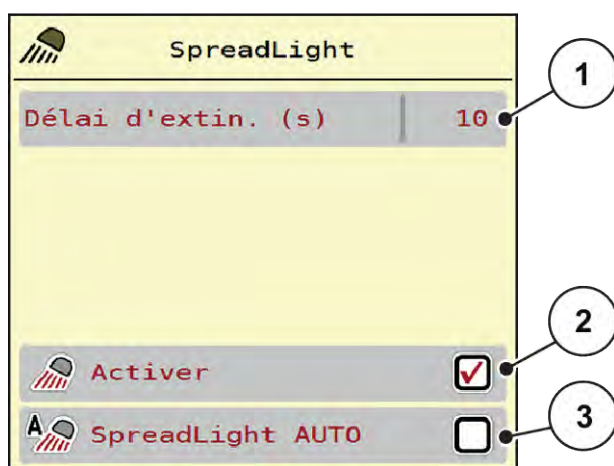 SpreadLight
1
Délai d'extin. (s) 10
2
Activer
3
A
SpreadLight AUTO